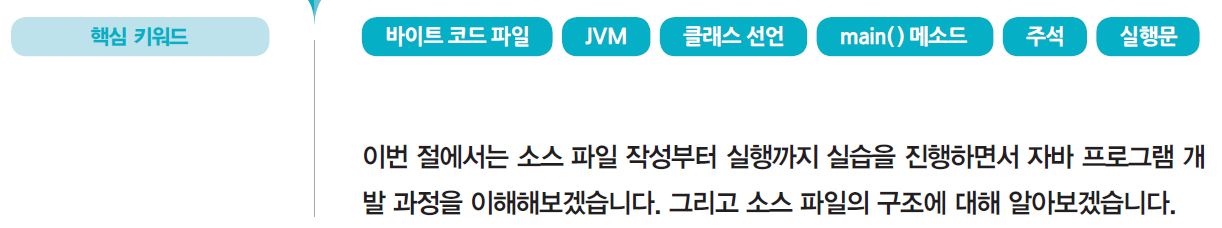 핵심 키워드
바이트 코드 파일 JVM 클래스 선언 main() 메소드 주석 실행문
이번 절에서는 소스 파일 작성부터 실행까지 실습을 진행하면서 자바 프로그램 개
발 과정을 이해해보겠습니다. 그리고 소스 파일의 구조에 대해 알아보겠습니다.